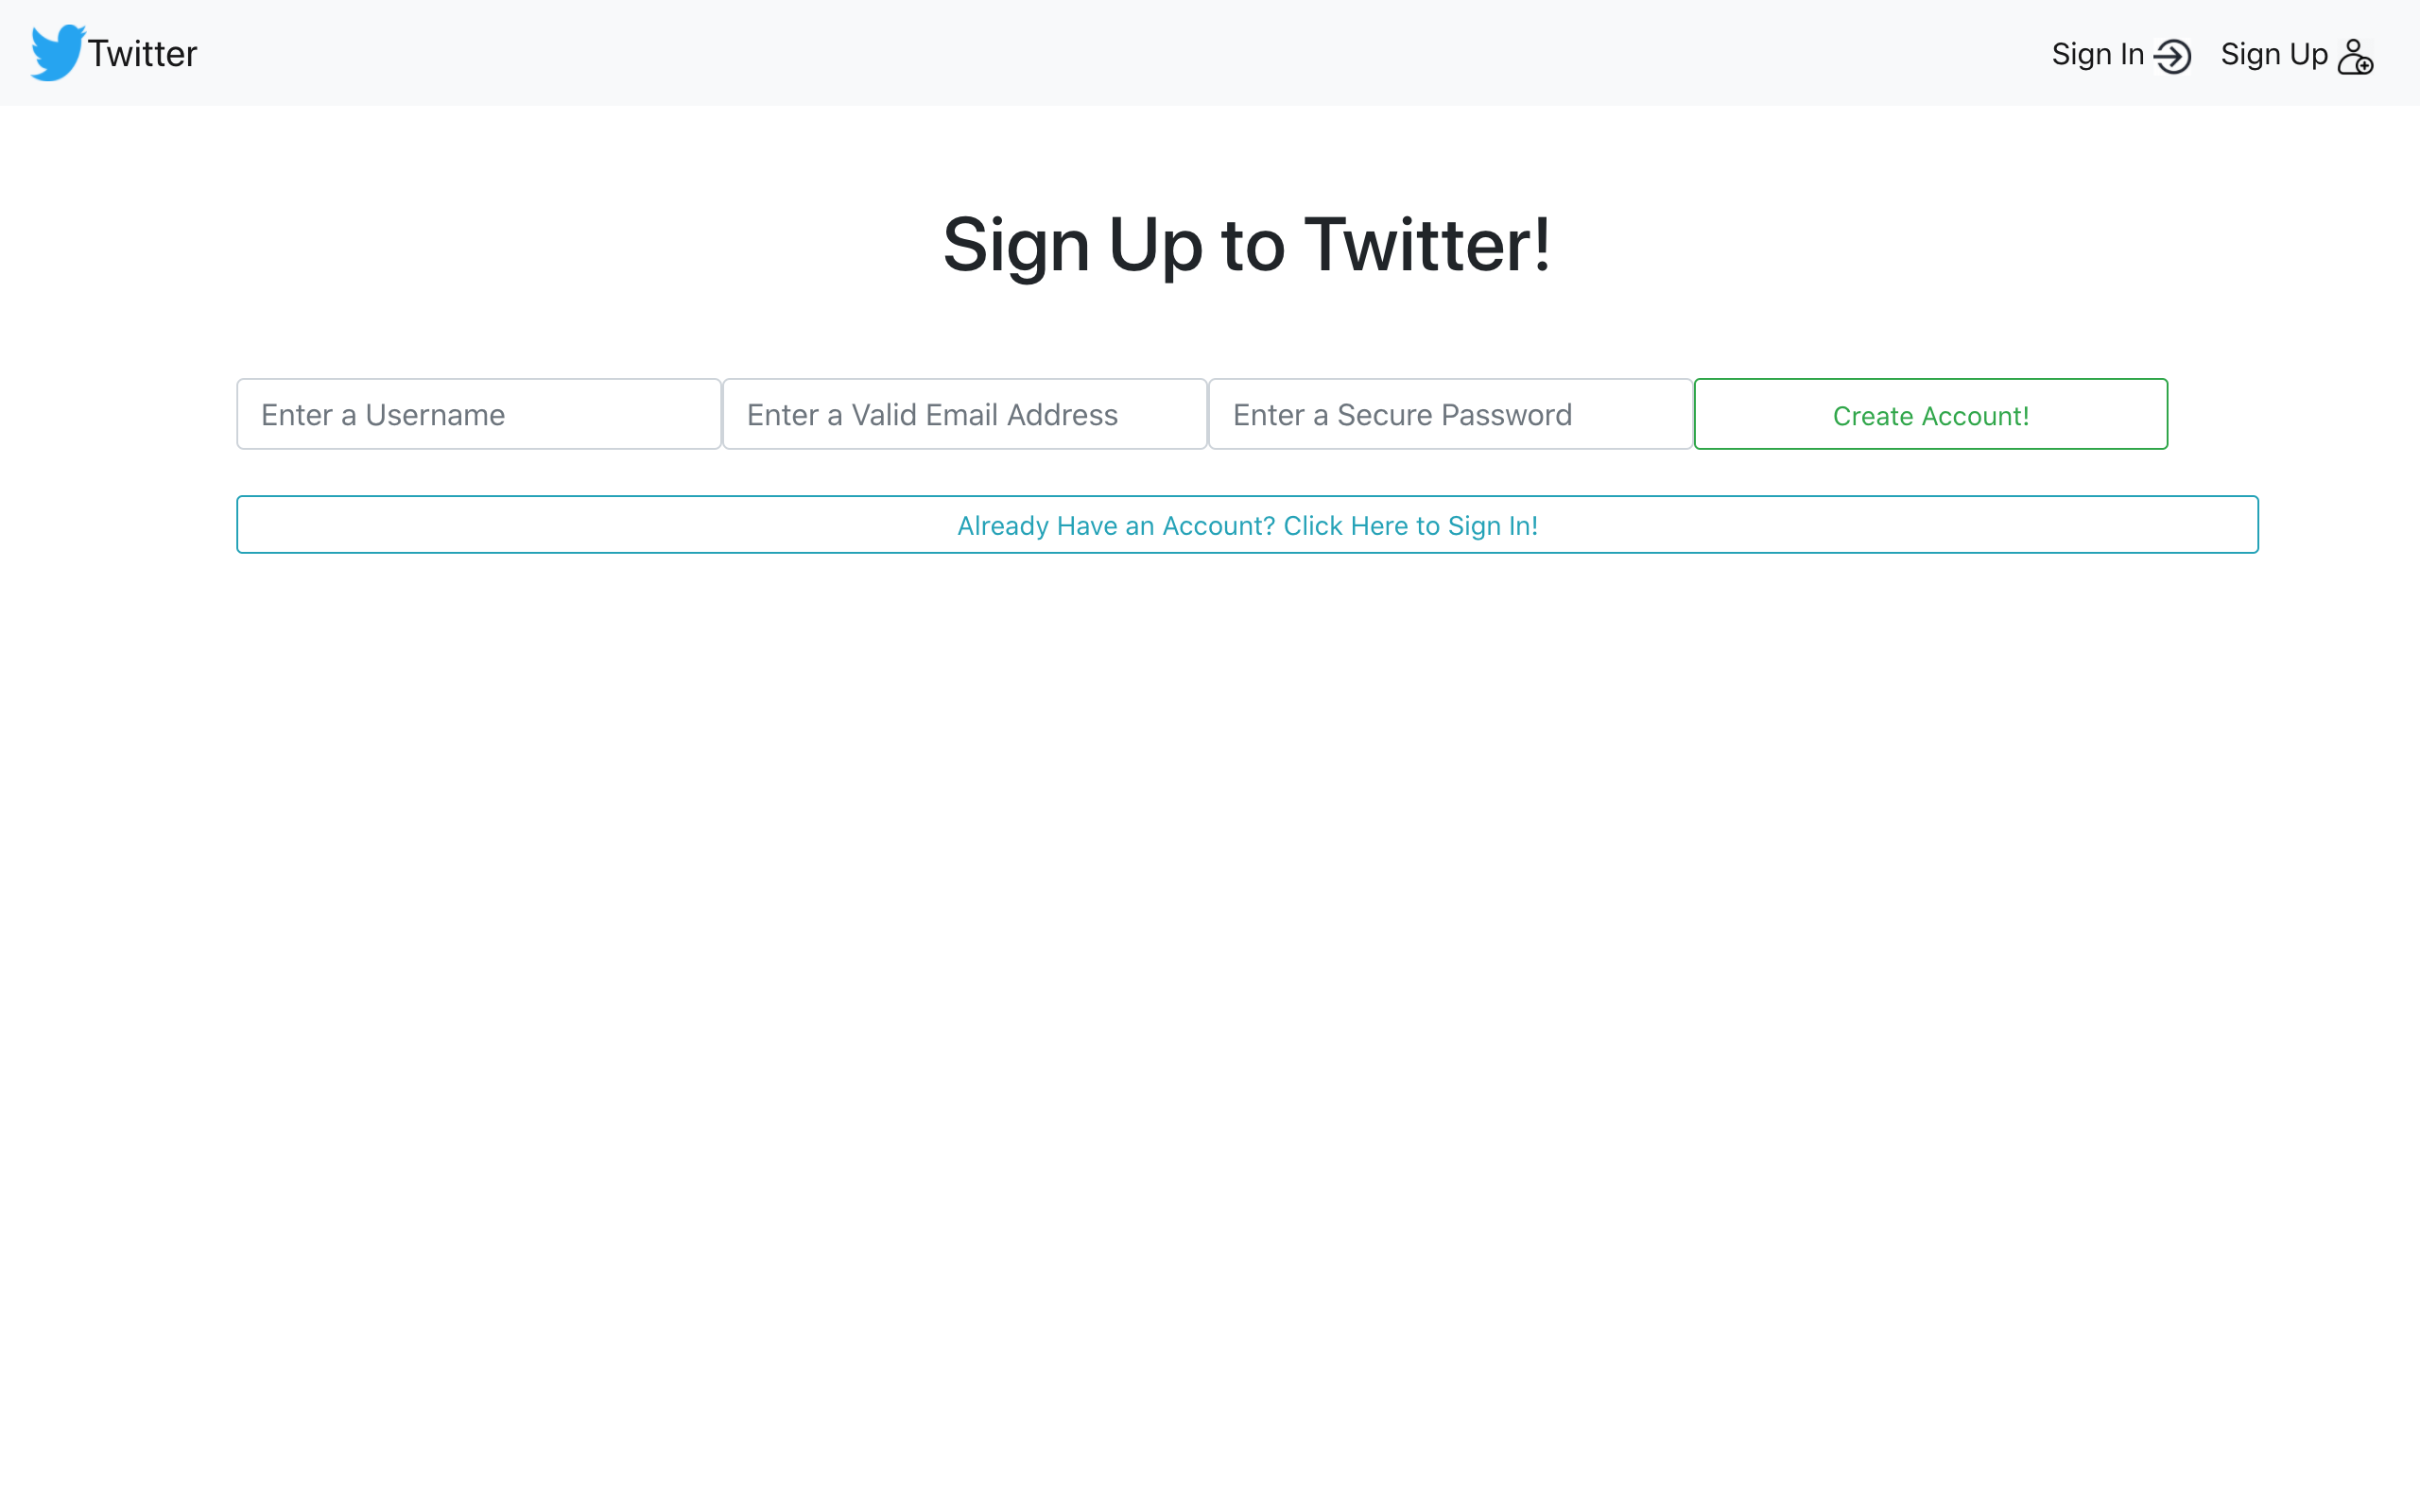 Twitter
Sign In
Sign Up
Sign Up to Twitter!
Enter a Username
Enter a Valid Email Address
Enter a Secure Password
Create Account!
Already Have an Account? Click Here to Sign In!